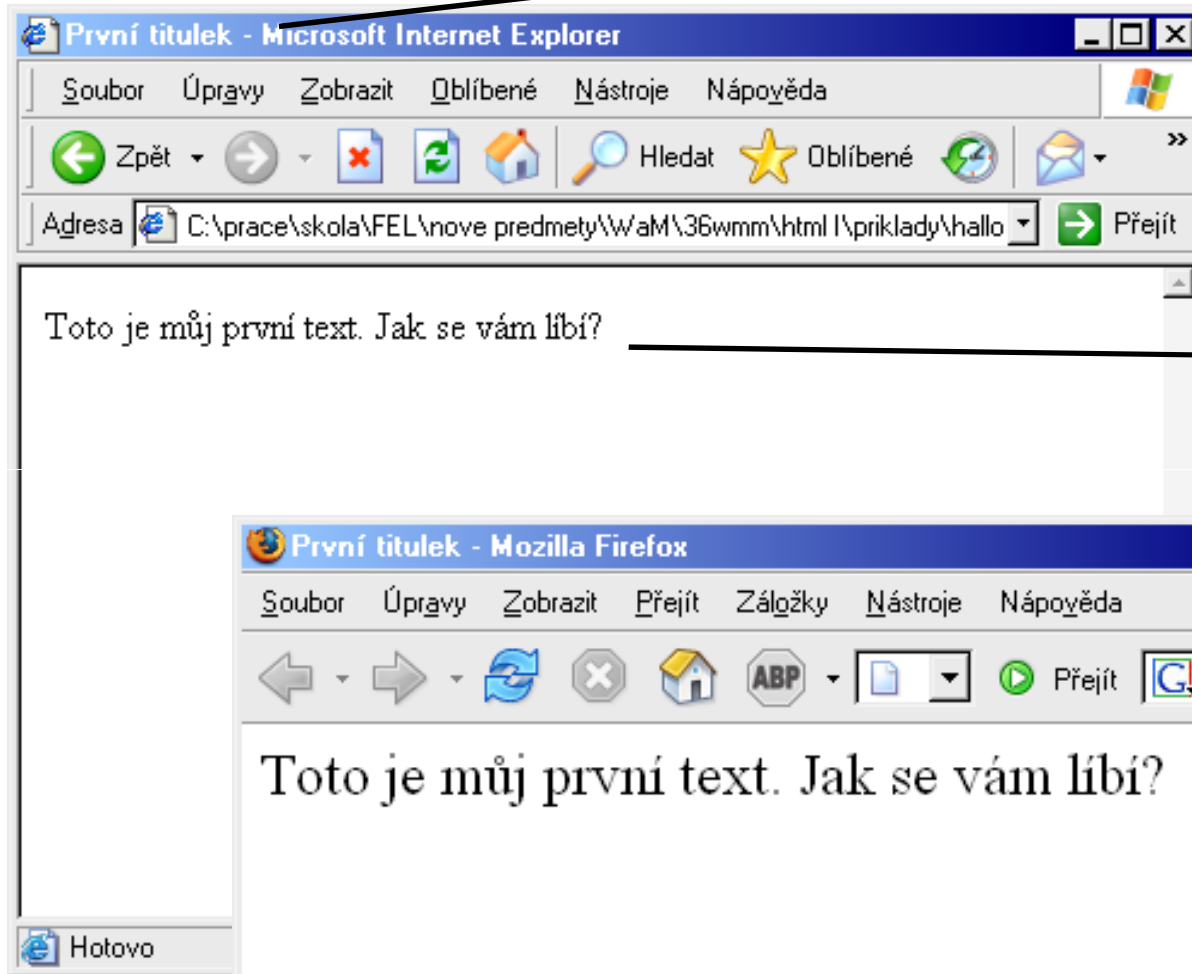 První titulek - Microsoft Internet Explorer
Soubor Úpravy Zobrazit Oblíbené Nástroje Nápověda
Zpět Hledat Oblíbené »
Adresa C:\prace\skola\FEL\nove predmety\WaM\36wmm\html I\priklady\hallo Přejít
Toto je můj první text. Jak se vám líbí?
První titulek - Mozilla Firefox
Soubor Úpravy Zobrazit Přejít Záložky Nástroje Nápověda
ABP Přejít G
Toto je můj první text. Jak se vám líbí?
Hotovo